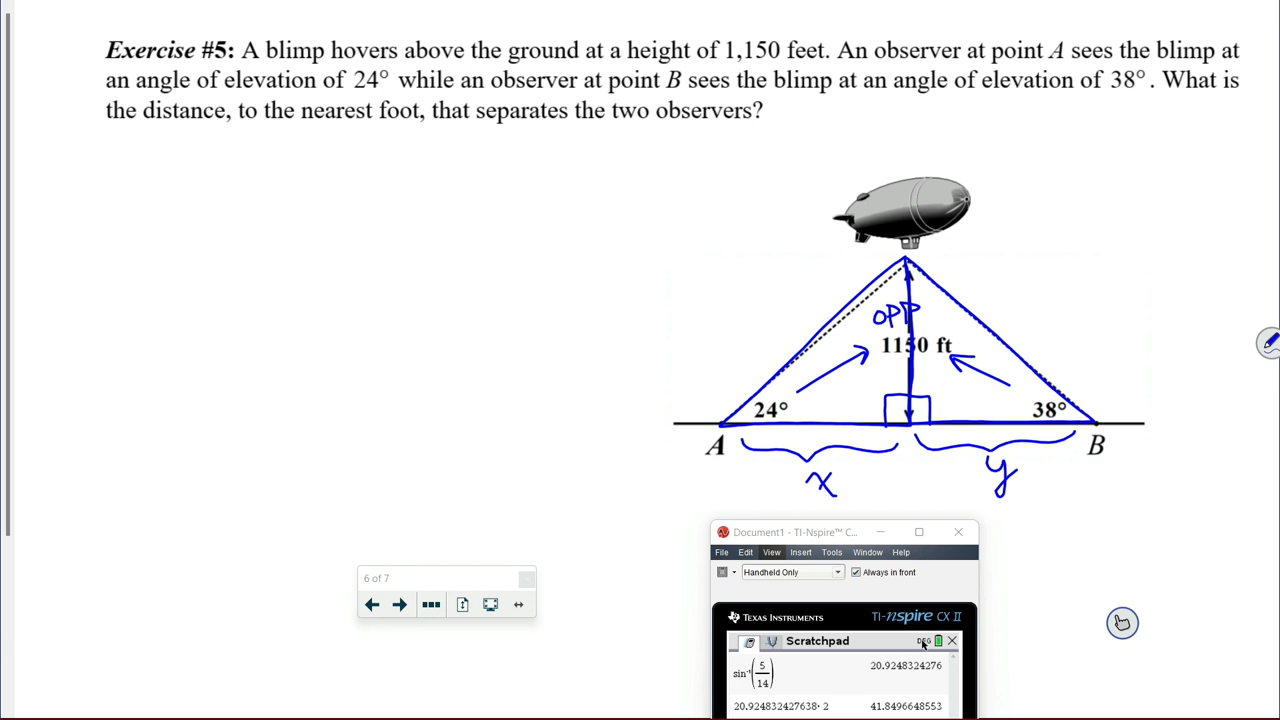 Exercise #5: A blimp hovers above the ground at a height of 1,150 feet. An observer at point A sees the blimp at
an angle of elevation of 24° while an observer at point B sees the blimp at an angle of elevation of 38°. What is
the distance, to the nearest foot, that separates the two observers?
OPP
1150 ft
24°
38°
A
B
x
y
Document1 - TI-Nspire™ C...
File Edit View Insert Tools Window Help
Handheld Only
Always in front
6 of 7
TEXAS INSTRUMENTS TI-nspire CX II
Scratchpad DEG
sin⁻¹(5/14) 20.9248324276
20.924832427638·2 41.8496648553